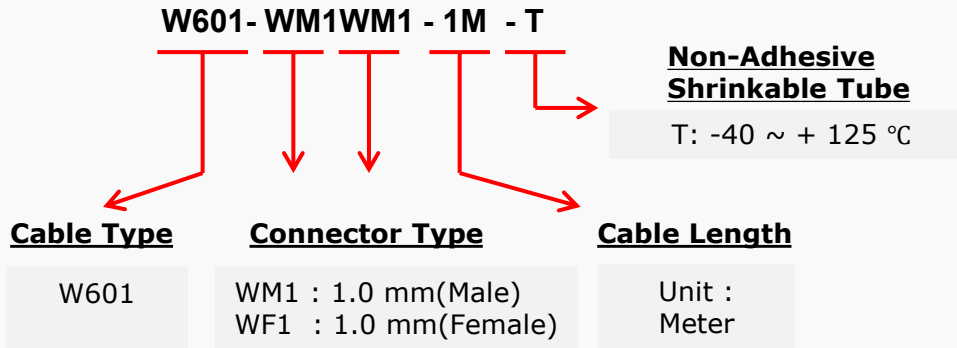 W601- WM1WM1 - 1M - T
Non-Adhesive
Shrinkable Tube
T: -40 ~ + 125 ℃
Cable Type
W601
Connector Type
WM1 : 1.0 mm(Male)
WF1 : 1.0 mm(Female)
Cable Length
Unit :
Meter